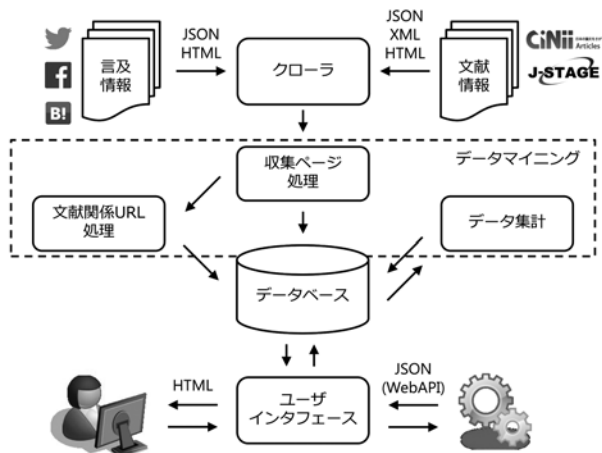 JSON
HTML
JSON
XML
HTML
CiNii
Articles
言及
情報
クローラ
文献
情報
J-STAGE
f
B!
収集ページ
処理
データマイニング
文献関係URL
処理
データ集計
データベース
HTML
ユーザ
インタフェース
JSON
(WebAPI)